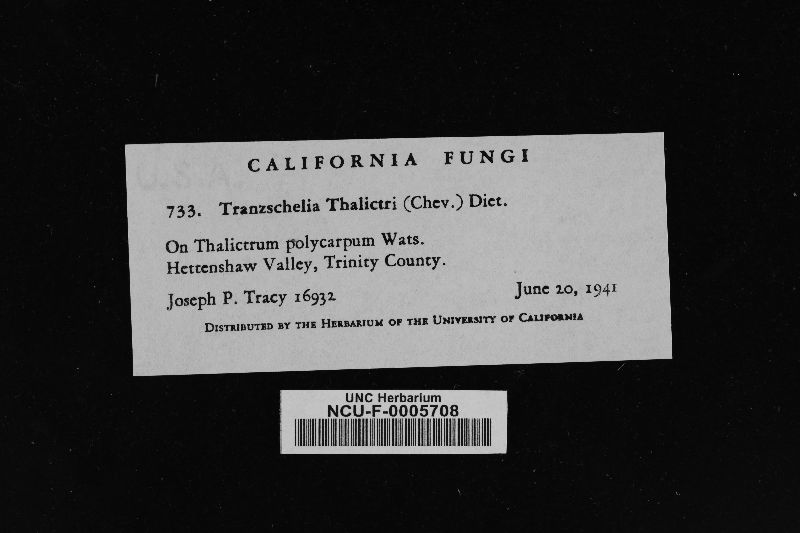 U.S.A.
CALIFORNIA FUNGI
733. Tranzschelia Thalictri (Chev.) Diet.
On Thalictrum polycarpum Wats.
Hettenshaw Valley, Trinity County.
Joseph P. Tracy 16932 June 20, 1941
DISTRIBUTED BY THE HERBARIUM OF THE UNIVERSITY OF CALIFORNIA
UNC Herbarium
NCU-F-0005708